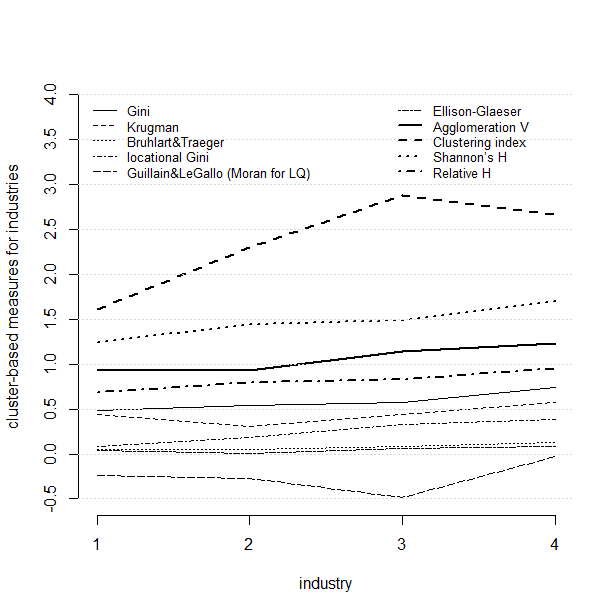 Gini
Krugman
Bruhlart&Traeger
locational Gini
Guillain&LeGallo (Moran for LQ)
Ellison-Glaeser
Agglomeration V
Clustering index
Shannon's H
Relative H
cluster-based measures for industries
4.0
3.5
3.0
2.5
2.0
1.5
1.0
0.5
0.0
-0.5
1 2 3 4
industry